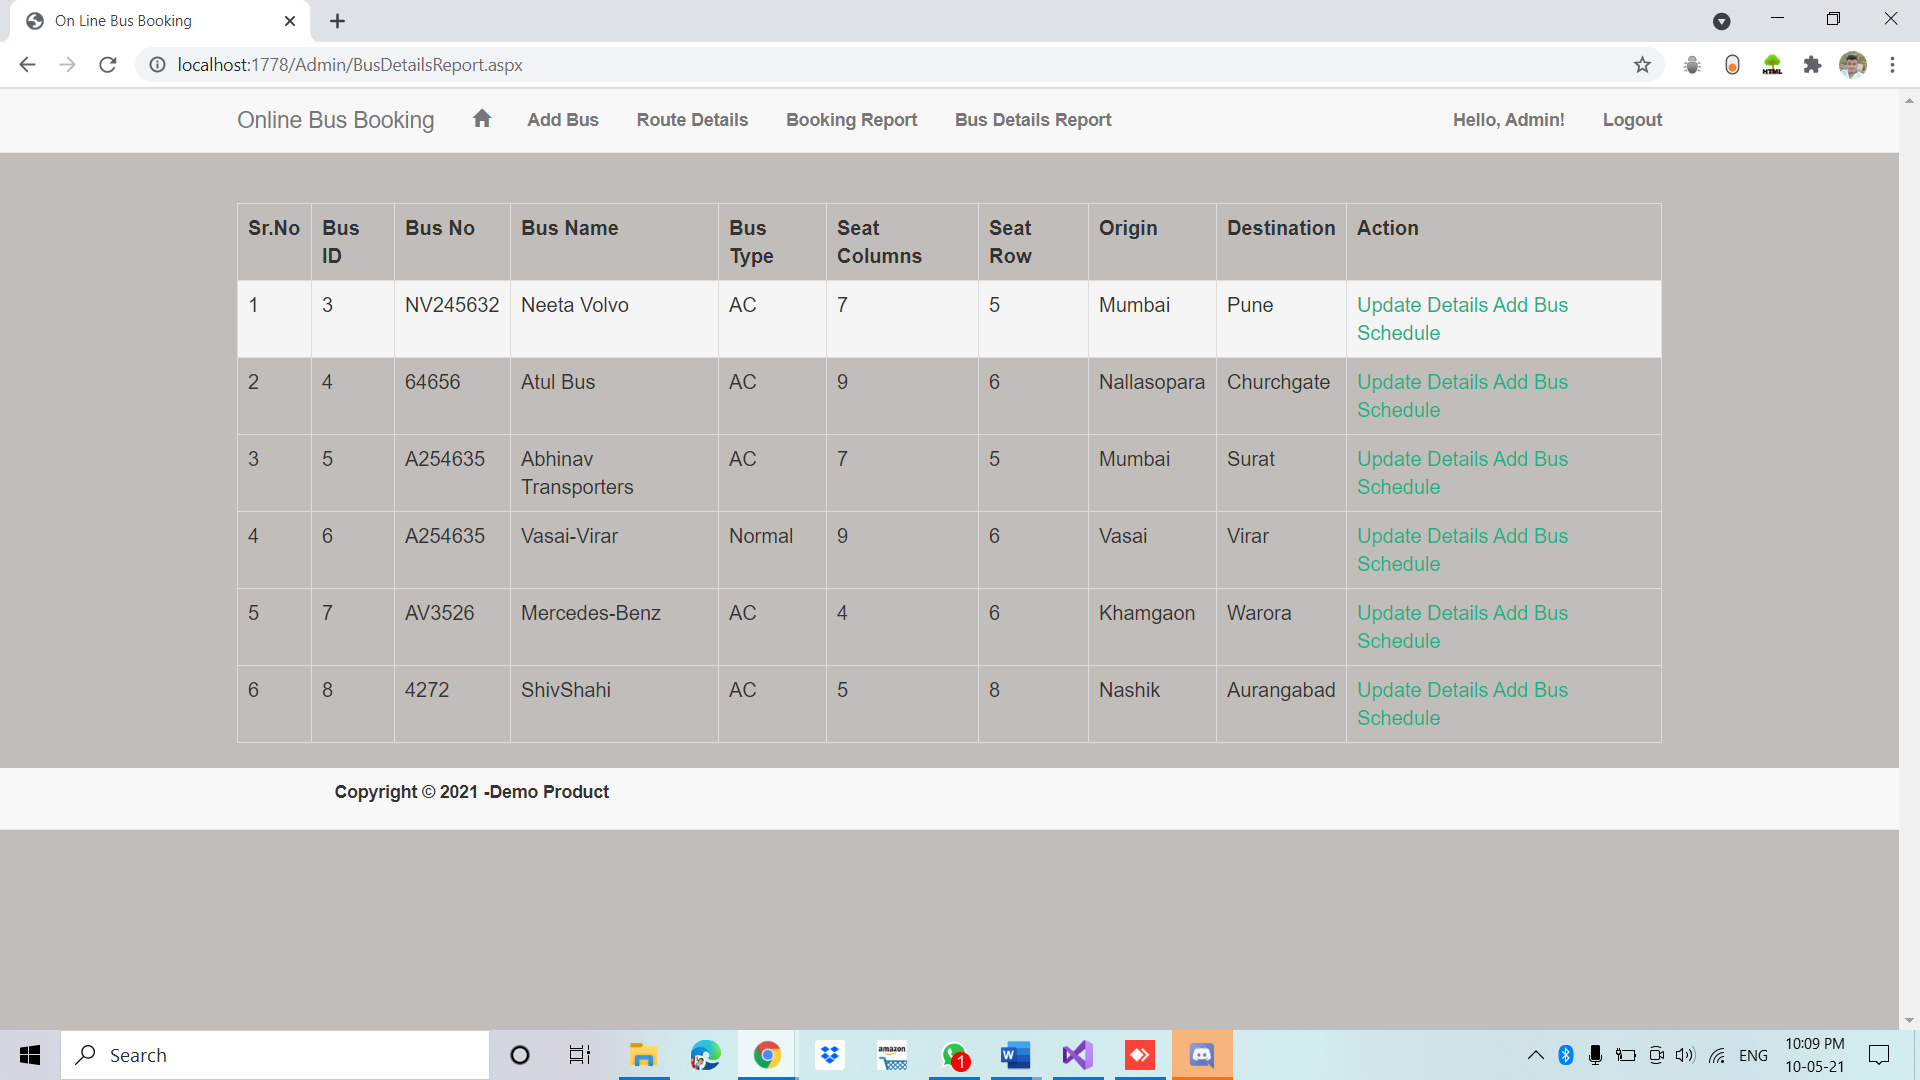 On Line Bus Booking
localhost:1778/Admin/BusDetailsReport.aspx
HTML
Online Bus Booking Add Bus Route Details Booking Report Bus Details Report Hello, Admin! Logout
Sr.No Bus ID Bus No Bus Name Bus Type Seat Columns Seat Row Origin Destination Action
1 3 NV245632 Neeta Volvo AC 7 5 Mumbai Pune Update Details Add Bus
Schedule
2 4 64656 Atul Bus AC 9 6 Nallasopara Churchgate Update Details Add Bus
Schedule
3 5 A254635 Abhinav Transporters AC 7 5 Mumbai Surat Update Details Add Bus
Schedule
4 6 A254635 Vasai-Virar Normal 9 6 Vasai Virar Update Details Add Bus
Schedule
5 7 AV3526 Mercedes-Benz AC 4 6 Khamgaon Warora Update Details Add Bus
Schedule
6 8 4272 ShivShahi AC 5 8 Nashik Aurangabad Update Details Add Bus
Schedule
Copyright © 2021 -Demo Product
Search
amazon
1
W
ENG
10:09 PM
10-05-21